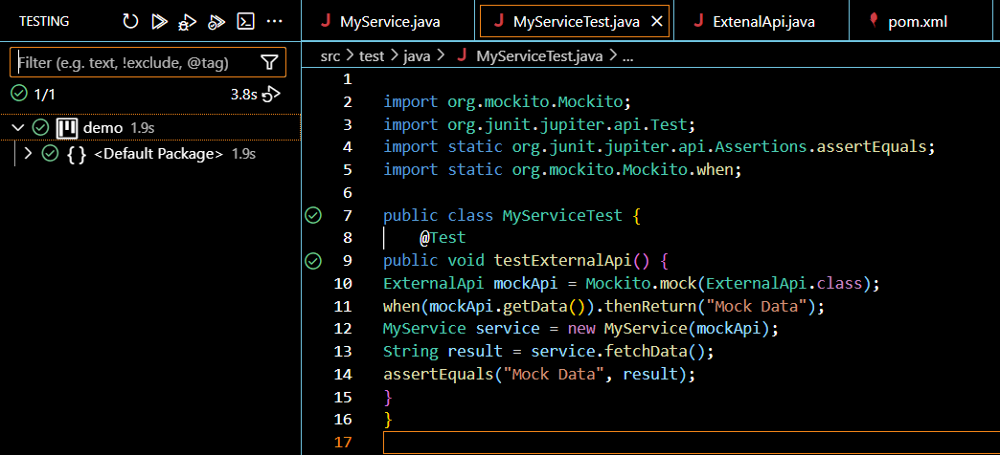 TESTING
Filter (e.g. text, !exclude, @tag)
1/1 3.8s
demo 1.9s
{} <Default Package> 1.9s
MyService.java MyServiceTest.java ExtenalApi.java pom.xml
src > test > java > MyServiceTest.java > ...
1
2 import org.mockito.Mockito;
3 import org.junit.jupiter.api.Test;
4 import static org.junit.jupiter.api.Assertions.assertEquals;
5 import static org.mockito.Mockito.when;
6
7 public class MyServiceTest {
8 @Test
9 public void testExternalApi() {
10 ExternalApi mockApi = Mockito.mock(ExternalApi.class);
11 when(mockApi.getData()).thenReturn("Mock Data");
12 MyService service = new MyService(mockApi);
13 String result = service.fetchData();
14 assertEquals("Mock Data", result);
15 }
16 }
17